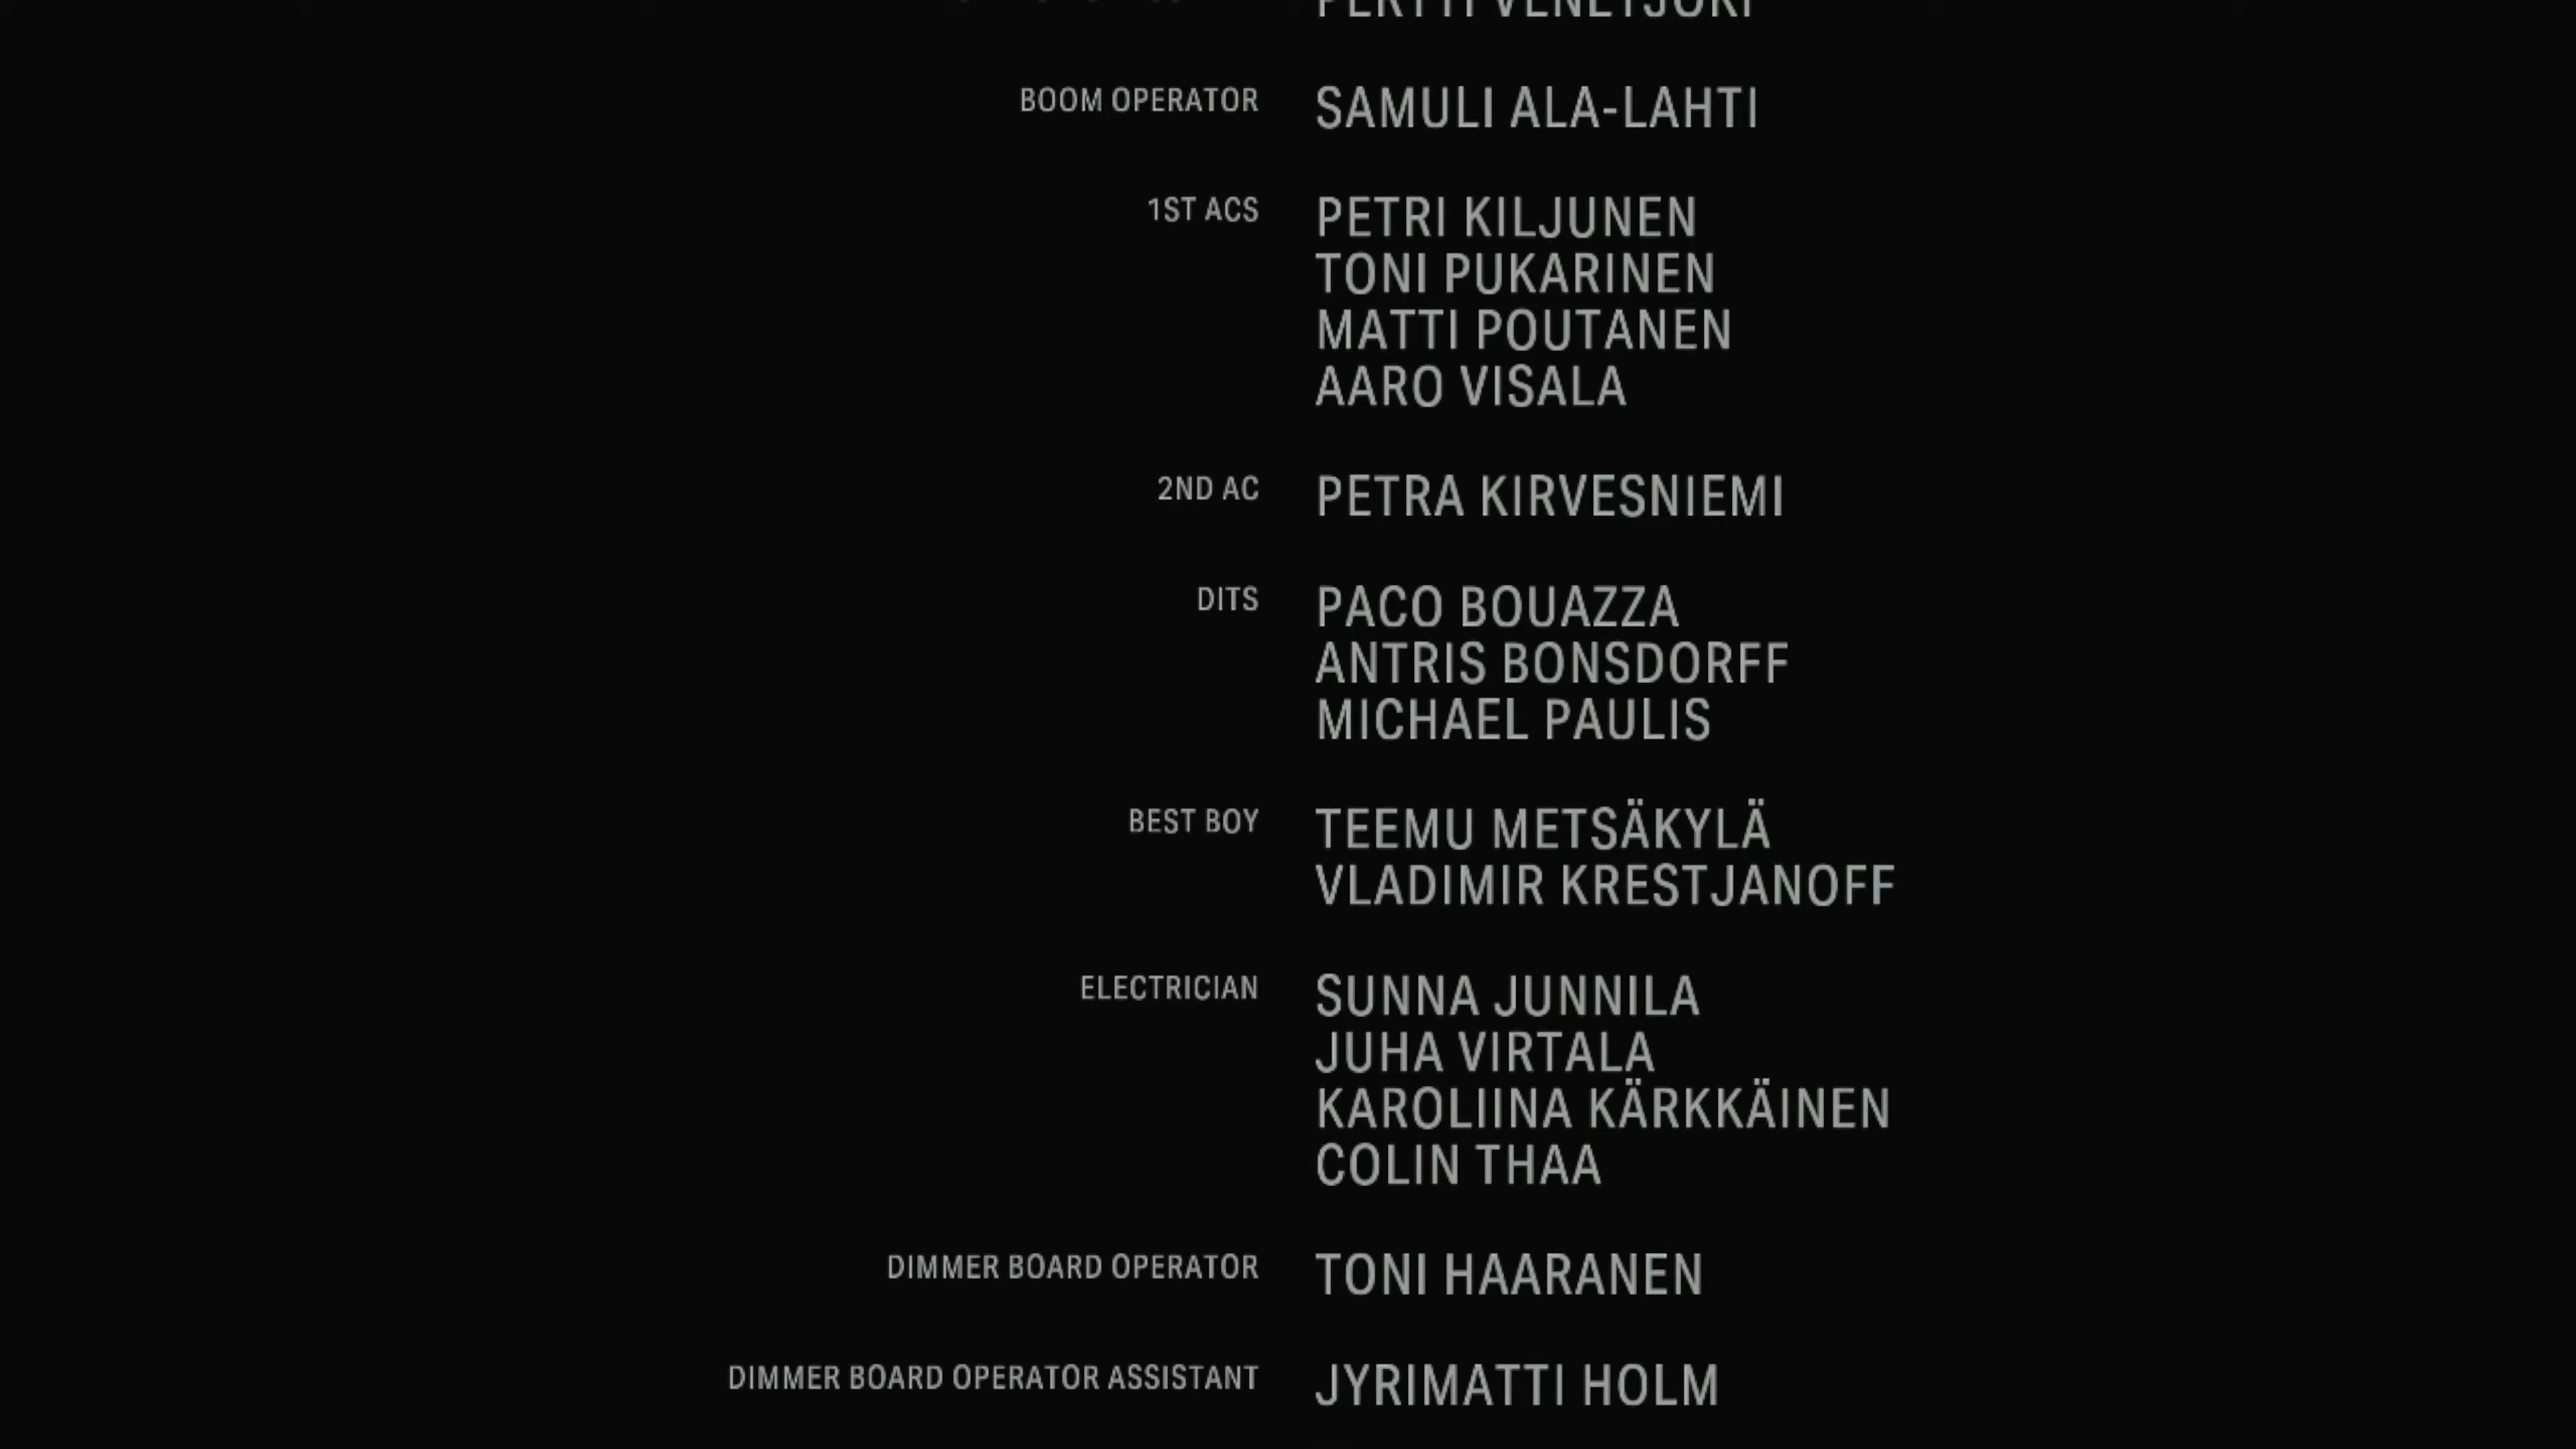 PERTTI VENETJOKI
BOOM OPERATOR SAMULI ALA-LAHTI
1ST ACS PETRI KILJUNEN
TONI PUKARINEN
MATTI POUTANEN
AARO VISALA
2ND AC PETRA KIRVESNIEMI
DITS PACO BOUAZZA
ANTRIS BONSDORFF
MICHAEL PAULIS
BEST BOY TEEMU METSÄKYLÄ
VLADIMIR KRESTJANOFF
ELECTRICIAN SUNNA JUNNILA
JUHA VIRTALA
KAROLIINA KÄRKKÄINEN
COLIN THAA
DIMMER BOARD OPERATOR TONI HAARANEN
DIMMER BOARD OPERATOR ASSISTANT JYRIMATTI HOLM